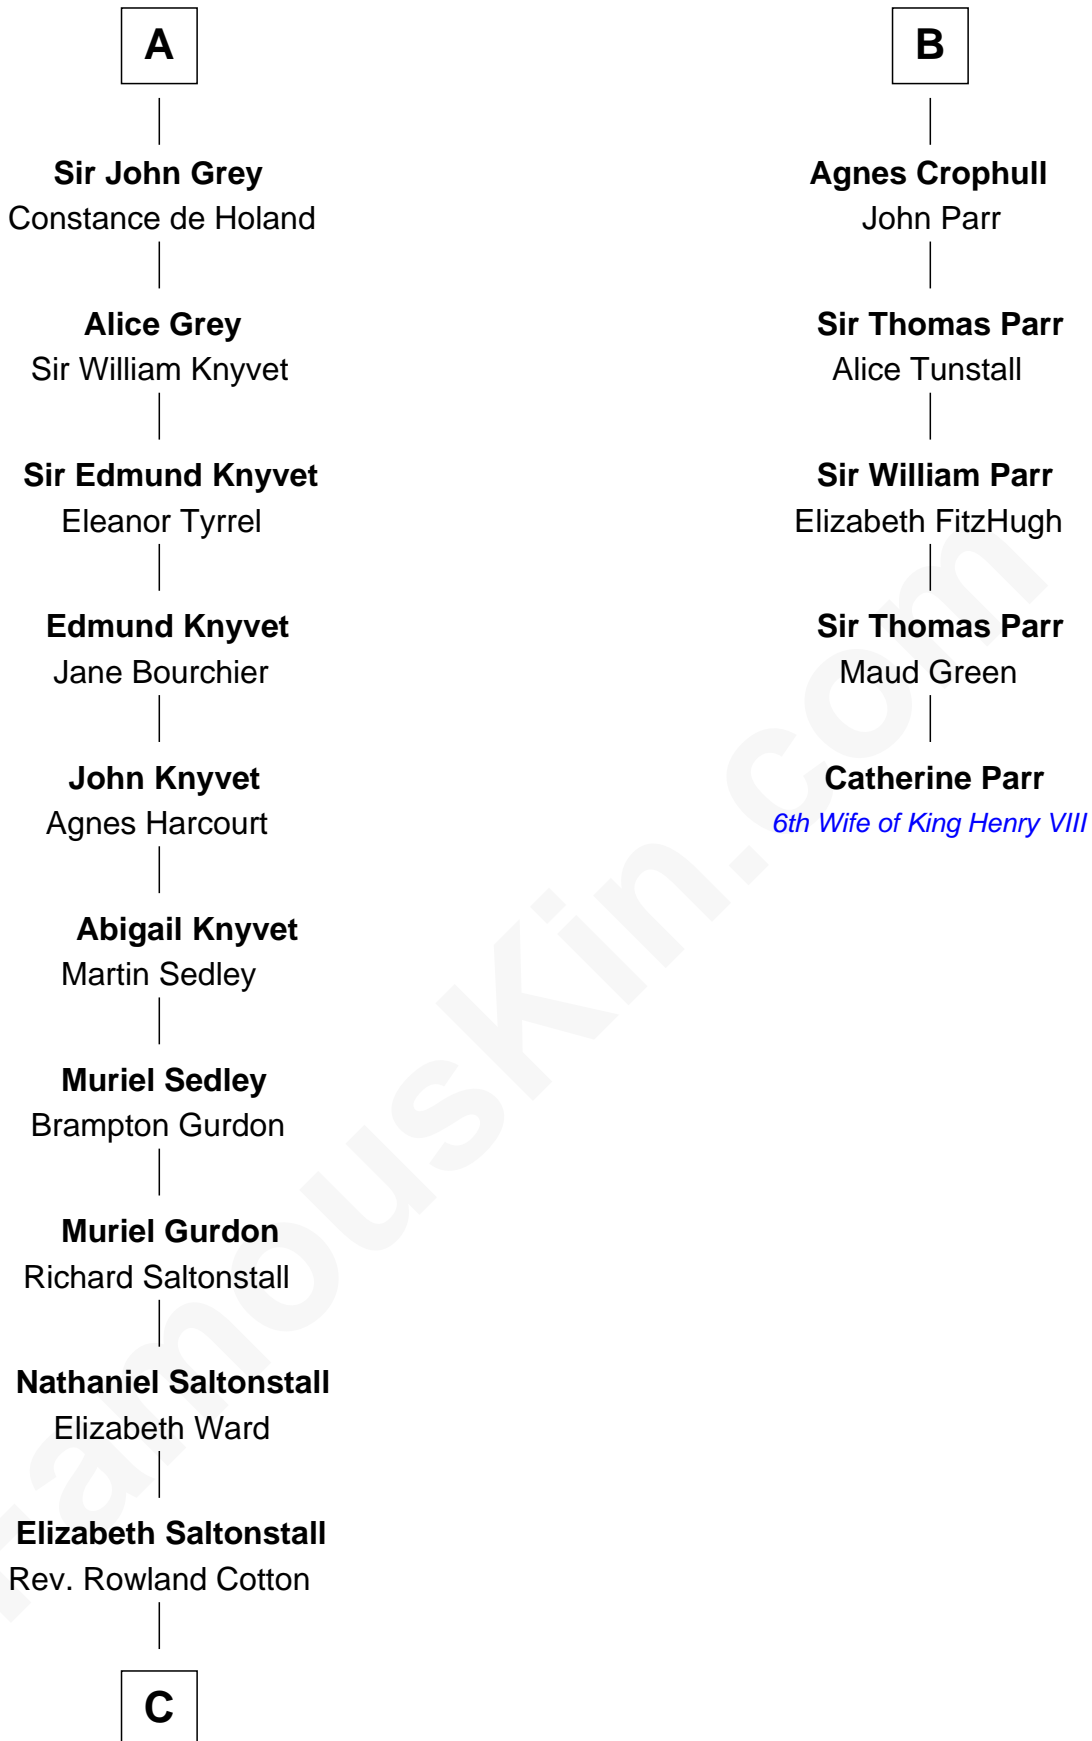 A
Sir John Grey
Constance de Holand
Alice Grey
Sir William Knyvet
Sir Edmund Knyvet
Eleanor Tyrrel
Edmund Knyvet
Jane Bourchier
John Knyvet
Agnes Harcourt
Abigail Knyvet
Martin Sedley
Muriel Sedley
Brampton Gurdon
Muriel Gurdon
Richard Saltonstall
Nathaniel Saltonstall
Elizabeth Ward
Elizabeth Saltonstall
Rev. Rowland Cotton
C
B
Agnes Crophull
John Parr
Sir Thomas Parr
Alice Tunstall
Sir William Parr
Elizabeth FitzHugh
Sir Thomas Parr
Maud Green
Catherine Parr
6th Wife of King Henry VIII
FamousKin.com